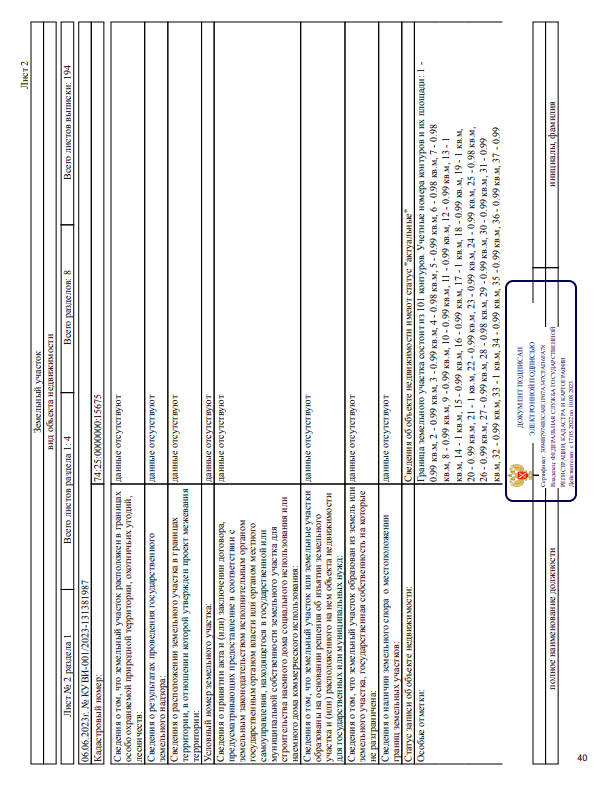 Лист 2
Земельный участок
вид объекта недвижимости
Лист № 2 раздела 1 Всего листов раздела 1: 4 Всего разделов: 8 Всего листов выписки: 194
06.06.2023г. № КУВИ-001/2023-131381987
Кадастровый номер: 74:25:0000000:15675
Сведения о том, что земельный участок расположен в границах
особо охраняемой природной территории, охотничьих угодий,
лесничеств:
данные отсутствуют
Сведения о результатах проведения государственного
земельного надзора:
данные отсутствуют
Сведения о расположении земельного участка в границах
территории, в отношении которой утвержден проект межевания
территории:
данные отсутствуют
Условный номер земельного участка: данные отсутствуют
Сведения о принятии акта и (или) заключении договора,
предусматривающих предоставление в соответствии с
земельным законодательством исполнительным органом
государственным органом власти или органом местного
самоуправления, находящегося в государственной или
муниципальной собственности земельного участка для
строительства наемного дома социального использования или
наемного дома коммерческого использования:
данные отсутствуют
Сведения о том, что земельный участок или земельные участки
образованы на основании решения об изъятии земельного
участка и (или) расположенного на нем объекта недвижимости
для государственных или муниципальных нужд:
данные отсутствуют
Сведения о том, что земельный участок образован из земель или
земельного участка, государственная собственность на которые
не разграничена:
данные отсутствуют
Сведения о наличии земельного спора о местоположении
границ земельных участков:
данные отсутствуют
Статус записи об объекте недвижимости: Сведения об объекте недвижимости имеют статус "актуальные"
Особые отметки: Граница земельного участка состоит из 101 контуров. Учетные номера контуров и их площади: 1 -
0.99 кв.м, 2 - 0.99 кв.м, 3 - 0.99 кв.м, 4 - 0.98 кв.м, 5 - 0.99 кв.м, 6 - 0.98 кв.м, 7 - 0.98
кв.м, 8 - 0.99 кв.м, 9 - 0.99 кв.м, 10 - 0.99 кв.м, 11 - 0.99 кв.м, 12 - 0.99 кв.м, 13 - 1
кв.м, 14 - 1 кв.м, 15 - 0.99 кв.м, 16 - 0.99 кв.м, 17 - 1 кв.м, 18 - 0.99 кв.м, 19 - 1 кв.м,
20 - 0.99 кв.м, 21 - 1 кв.м, 22 - 0.99 кв.м, 23 - 0.99 кв.м, 24 - 0.99 кв.м, 25 - 0.98 кв.м,
26 - 0.99 кв.м, 27 - 0.99 кв.м, 28 - 0.98 кв.м, 29 - 0.99 кв.м, 30 - 0.99 кв.м, 31 - 0.99
кв.м, 32 - 0.99 кв.м, 33 - 1 кв.м, 34 - 0.99 кв.м, 35 - 0.99 кв.м, 36 - 0.99 кв.м, 37 - 0.99
ДОКУМЕНТ ПОДПИСАН
ЭЛЕКТРОННОЙ ПОДПИСЬЮ
Сертификат:
Владелец: ФЕДЕРАЛЬНАЯ СЛУЖБА ГОСУДАРСТВЕННОЙ
РЕГИСТРАЦИИ, КАДАСТРА И КАРТОГРАФИИ
Действителен: с 17.05.2022 по 10.08.2023
полное наименование должности инициалы, фамилия
40